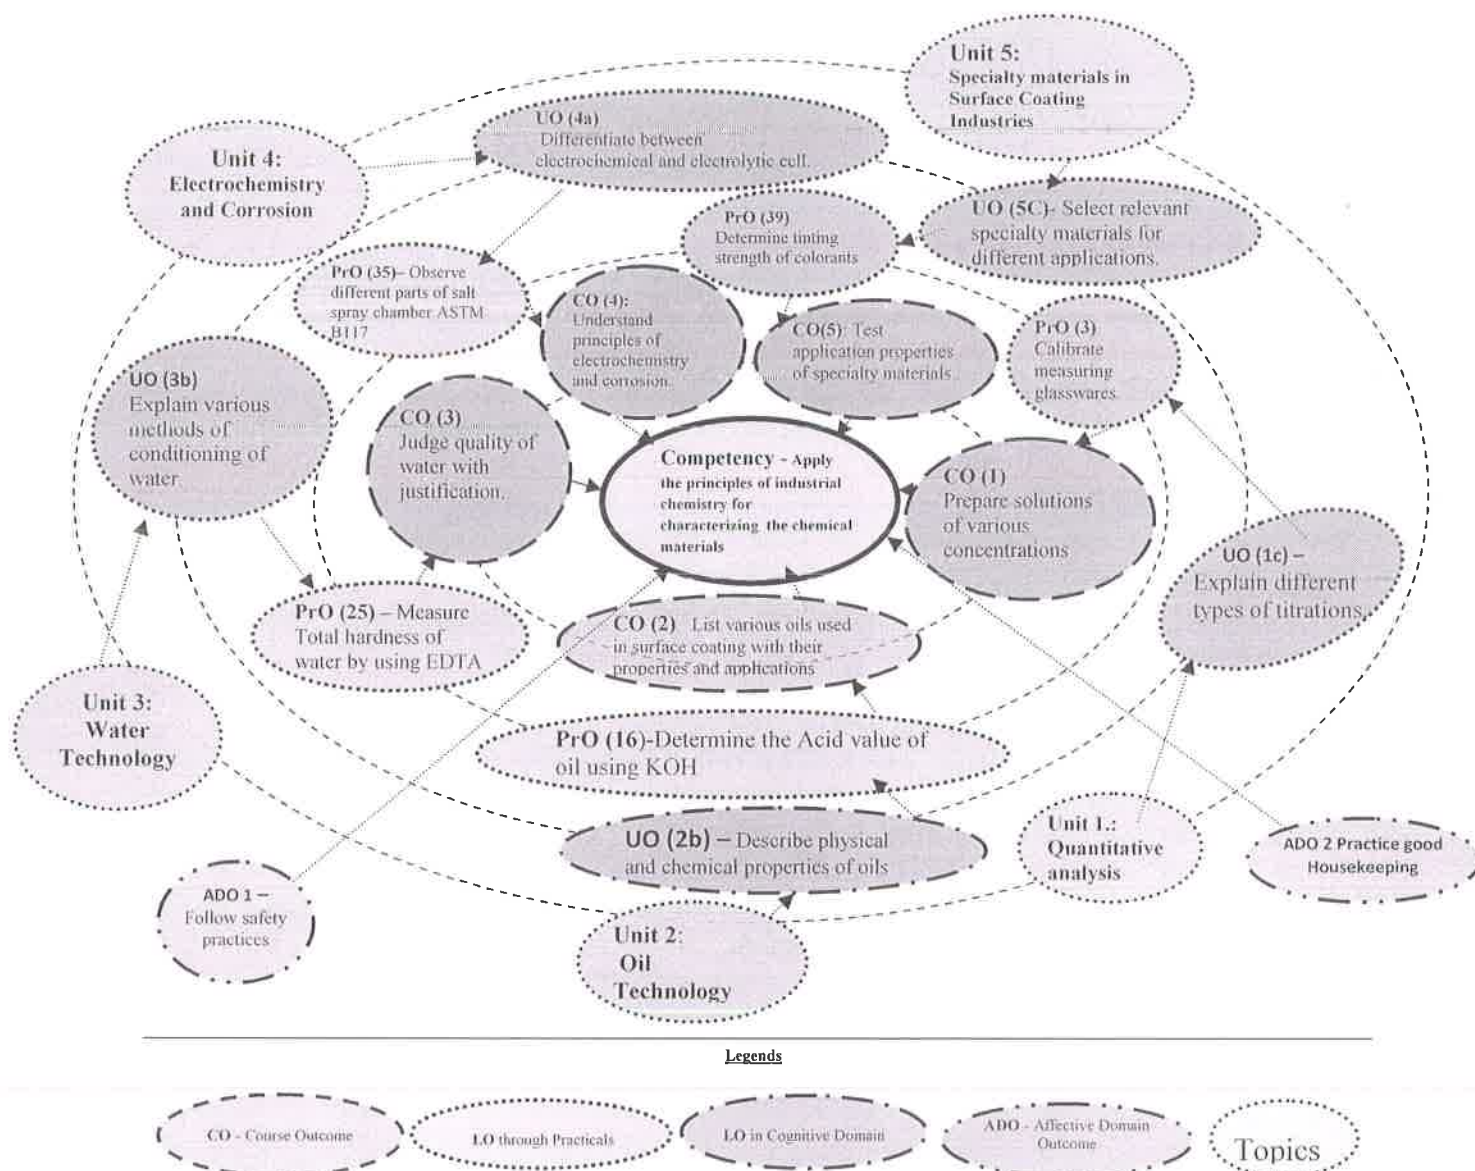 Unit 5:
Specialty materials in
Surface Coating
Industries
UO (4a)
Differentiate between
electrochemical and electrolytic cell.
Unit 4:
Electrochemistry
and Corrosion
PrO (39)
Determine tinting
strength of colorants
UO (5C)- Select relevant
specialty materials for
different applications.
PrO (35)– Observe
different parts of salt
spray chamber ASTM
B117
CO (4):
Understand
principles of
electrochemistry
and corrosion.
CO(5): Test
application properties
of specialty materials.
PrO (3)
Calibrate
measuring
glasswares.
UO (3b)
Explain various
methods of
conditioning of
water.
CO (3)
Judge quality of
water with
justification.
Competency - Apply
the principles of industrial
chemistry for
characterizing the chemical
materials
CO (1)
Prepare solutions
of various
concentrations
UO (1c) –
Explain different
types of titrations.
PrO (25) – Measure
Total hardness of
water by using EDTA
CO (2) List various oils used
in surface coating with their
properties and applications
Unit 3:
Water
Technology
PrO (16)-Determine the Acid value of
oil using KOH
UO (2b) – Describe physical
and chemical properties of oils
Unit 1.:
Quantitative
analysis
ADO 2 Practice good
Housekeeping
ADO 1 –
Follow safety
practices
Unit 2:
Oil
Technology
Legends
CO - Course Outcome
LO through Practicals
LO in Cognitive Domain
ADO - Affective Domain
Outcome
Topics